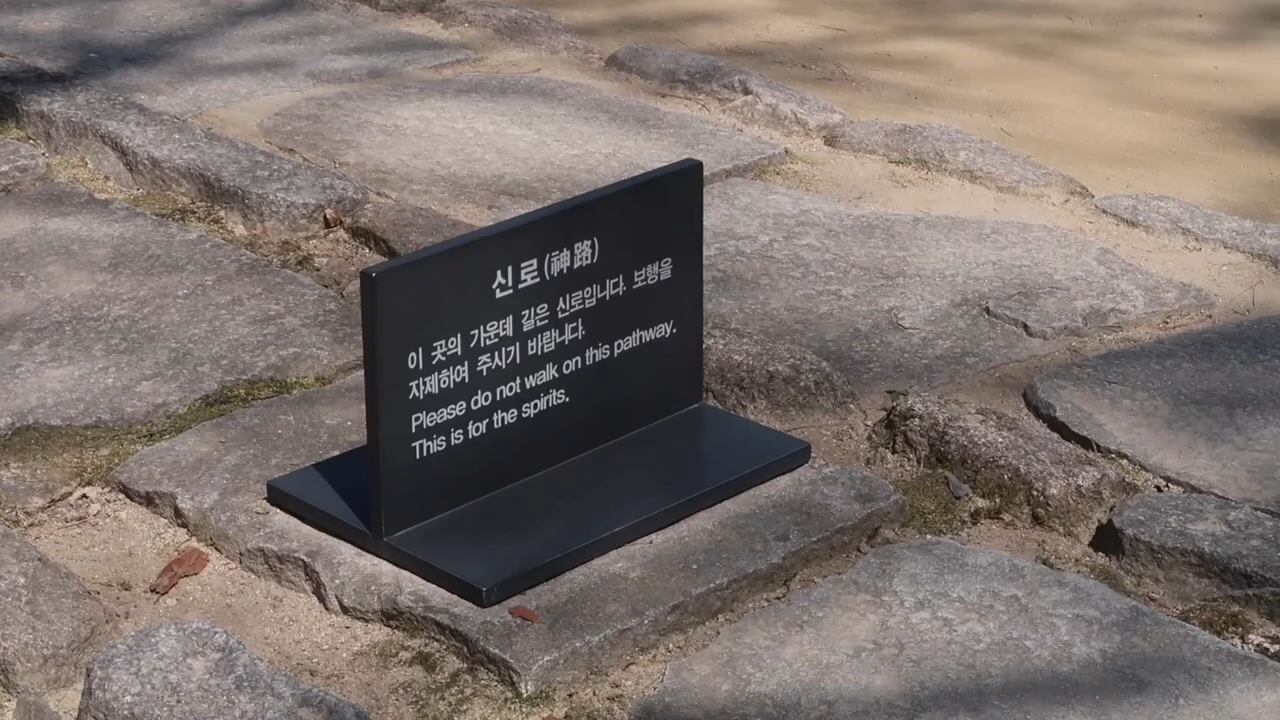 신로(神路)
이 곳의 가운데 길은 신로입니다. 보행을
자제하여 주시기 바랍니다.
Please do not walk on this pathway.
This is for the spirits.